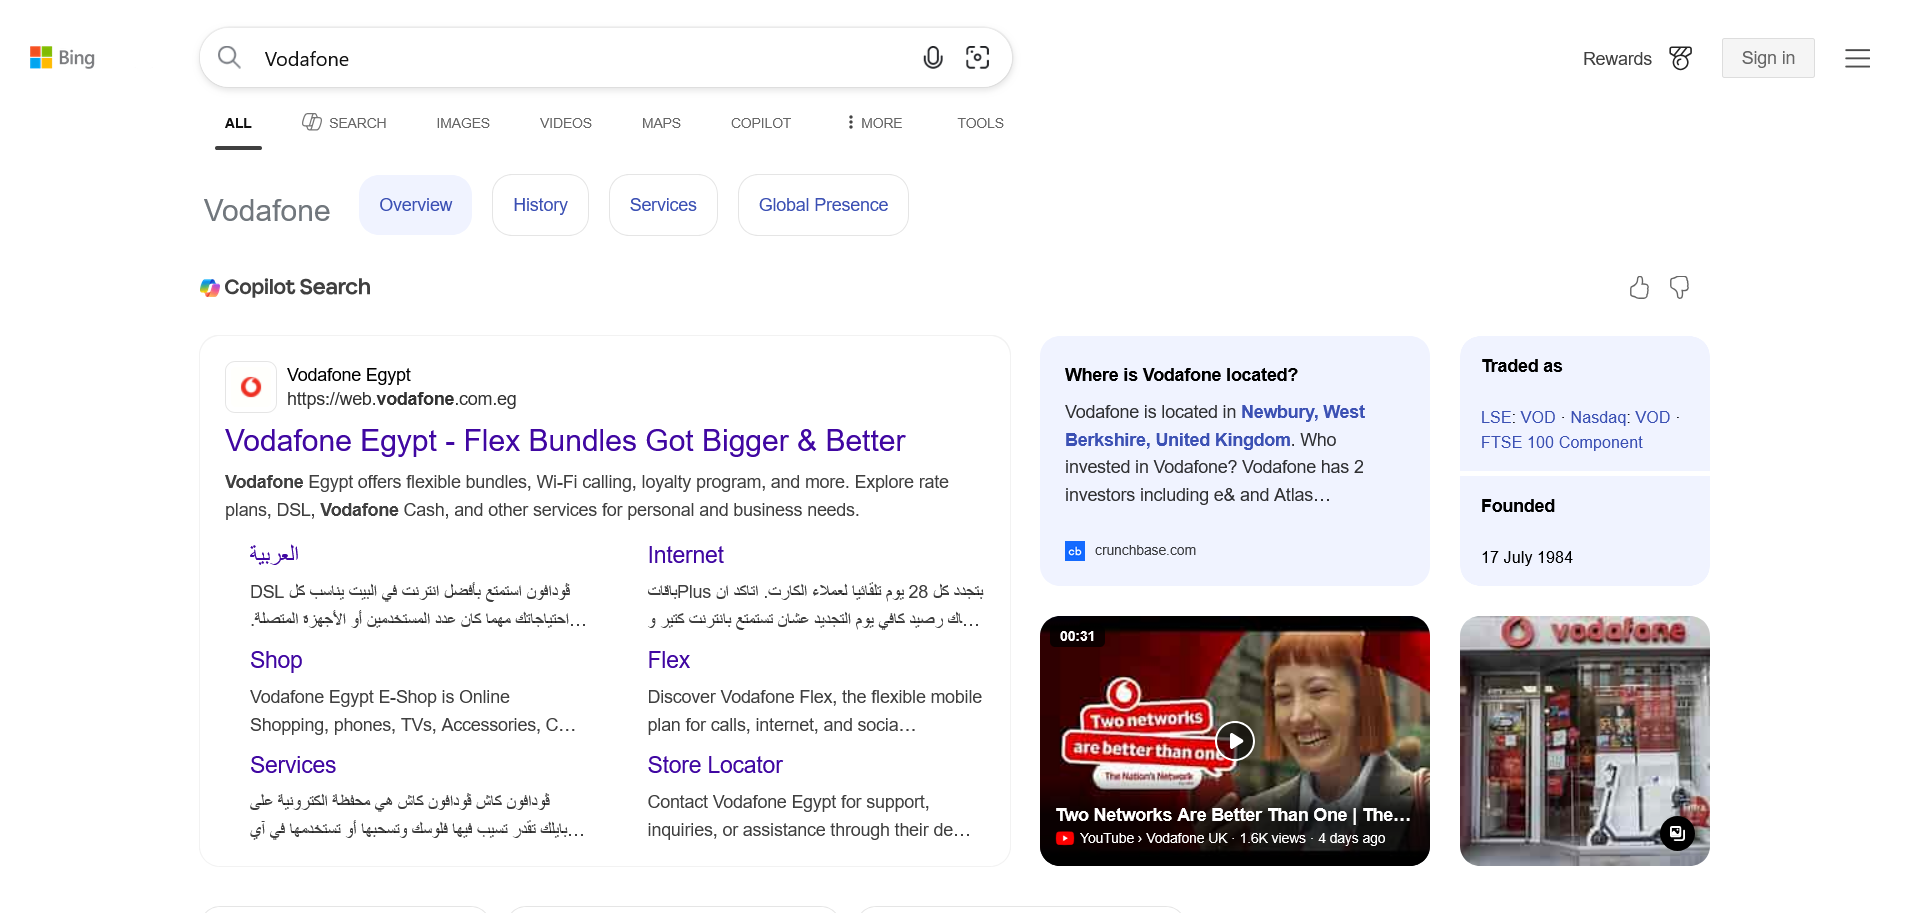 Bing
Vodafone
Rewards
Sign in
ALL
SEARCH
IMAGES
VIDEOS
MAPS
COPILOT
MORE
TOOLS
Vodafone
Overview
History
Services
Global Presence
Copilot Search
Vodafone Egypt
https://web.vodafone.com.eg
Vodafone Egypt - Flex Bundles Got Bigger & Better
Vodafone Egypt offers flexible bundles, Wi-Fi calling, loyalty program, and more. Explore rate
plans, DSL, Vodafone Cash, and other services for personal and business needs.
العربية
ڤودافون استمتع بأفضل انترنت في البيت يناسب كل DSL
احتياجاتك مهما كان عدد المستخدمين أو الأجهزة المتصلة. …
Internet
باقات Plus بتجدد كل 28 يوم تلقائيا لعملاء الكارت. اتاكد ان
باك رصيد كافي يوم التجديد عشان تستمتع بانترنت كتير و…
Shop
Vodafone Egypt E-Shop is Online
Shopping, phones, TVs, Accessories, C…
Flex
Discover Vodafone Flex, the flexible mobile
plan for calls, internet, and socia…
Services
ڤودافون كاش ڤودافون كاش هي محفظة الكترونية على
بايلك تقدر تسيب فيها فلوسك وتسحبها أو تستخدمها في أي…
Store Locator
Contact Vodafone Egypt for support,
inquiries, or assistance through their de…
Where is Vodafone located?
Vodafone is located in Newbury, West
Berkshire, United Kingdom. Who
invested in Vodafone? Vodafone has 2
investors including e& and Atlas…
cb crunchbase.com
Traded as
LSE: VOD · Nasdaq: VOD ·
FTSE 100 Component
Founded
17 July 1984
00:31
Two networks
are better than one
The Nation's Network
Two Networks Are Better Than One | The…
YouTube › Vodafone UK · 1.6K views · 4 days ago
vodafone